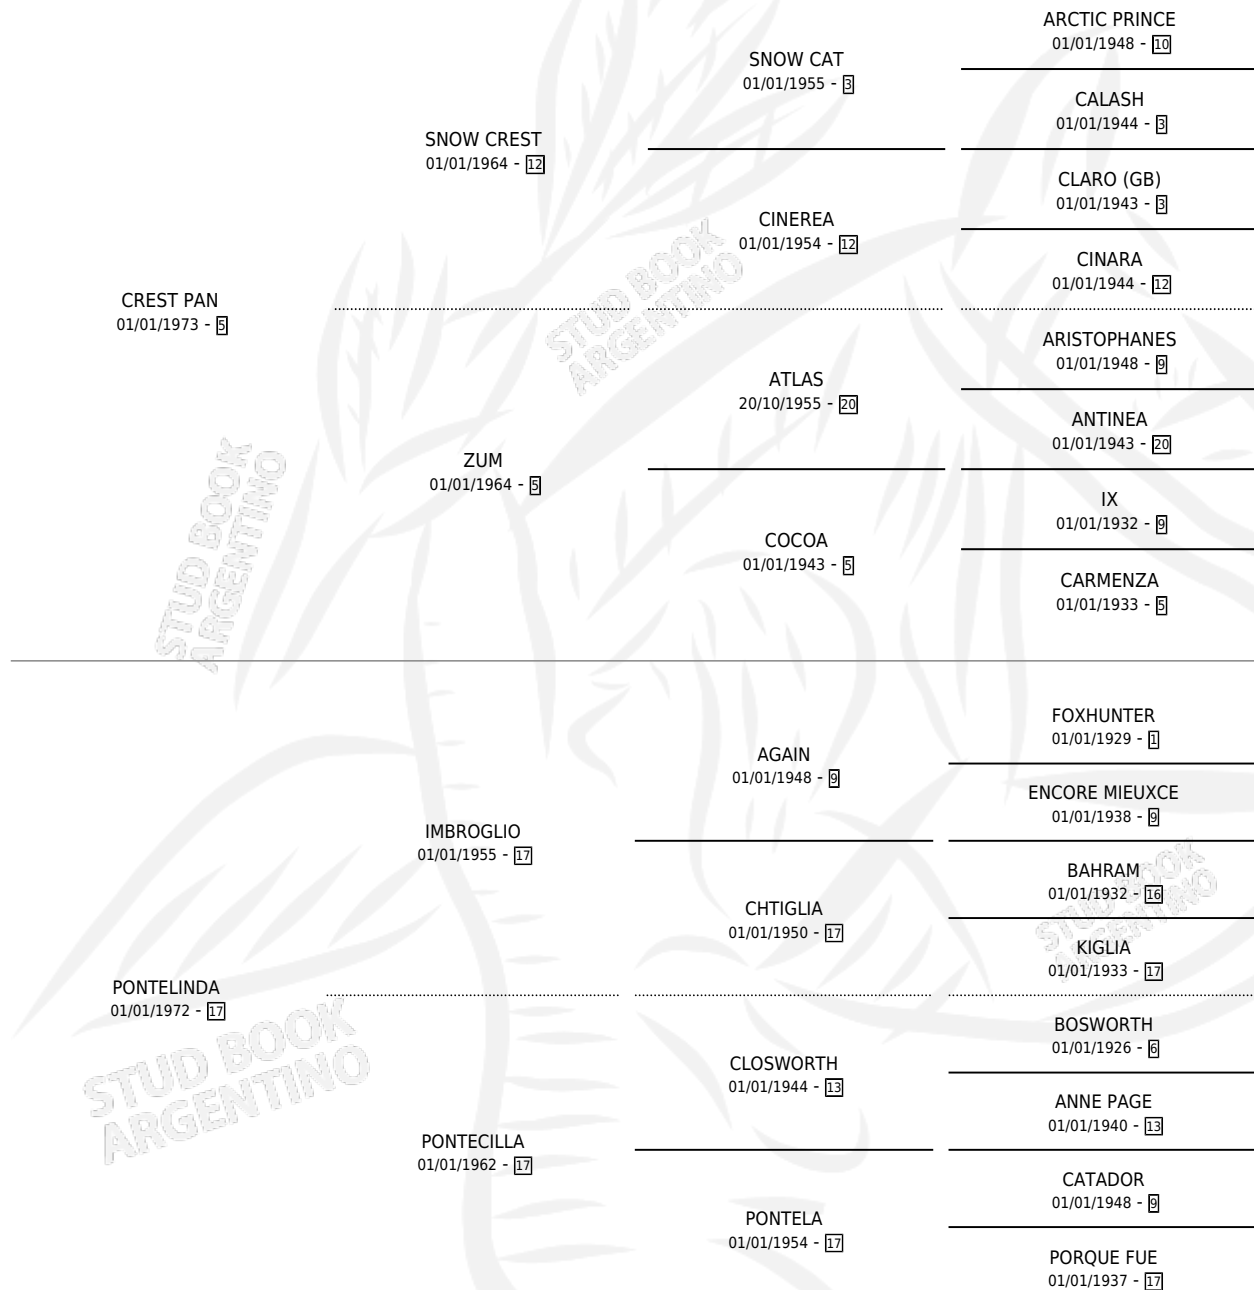 ARCTIC PRINCE
01/01/1948 - 10
SNOW CAT
01/01/1955 - 3
CALASH
01/01/1944 - 3
SNOW CREST
01/01/1964 - 12
CLARO (GB)
01/01/1943 - 3
CINEREA
01/01/1954 - 12
CINARA
01/01/1944 - 12
CREST PAN
01/01/1973 - 5
STUD BOOK
ARGENTINO
ARISTOPHANES
01/01/1948 - 9
ATLAS
20/10/1955 - 20
ANTINEA
01/01/1943 - 20
ZUM
01/01/1964 - 5
IX
01/01/1932 - 9
COCOA
01/01/1943 - 5
CARMENZA
01/01/1933 - 5
STUD BOOK
ARGENTINO
FOXHUNTER
01/01/1929 - 1
AGAIN
01/01/1948 - 9
ENCORE MIEUXCE
01/01/1938 - 9
IMBROGLIO
01/01/1955 - 17
BAHRAM
01/01/1932 - 16
CHTIGLIA
01/01/1950 - 17
STUD BOOK
ARGENTINO
KIGLIA
01/01/1933 - 17
PONTELINDA
01/01/1972 - 17
STUD BOOK
ARGENTINO
BOSWORTH
01/01/1926 - 6
CLOSWORTH
01/01/1944 - 13
ANNE PAGE
01/01/1940 - 13
PONTECILLA
01/01/1962 - 17
CATADOR
01/01/1948 - 9
PONTELA
01/01/1954 - 17
PORQUE FUE
01/01/1937 - 17